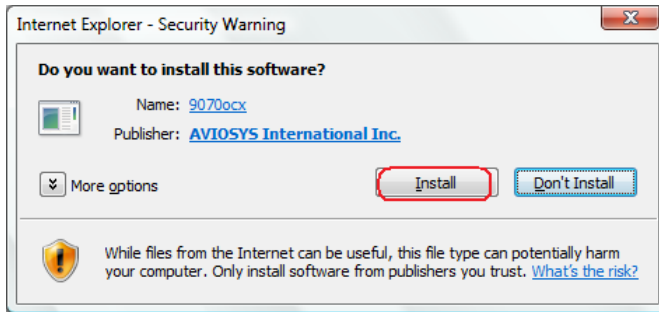 Internet Explorer - Security Warning
Do you want to install this software?
Name: 9070ocx
Publisher: AVIOSYS International Inc.
More options
Install
Don't Install
While files from the Internet can be useful, this file type can potentially harm
your computer. Only install software from publishers you trust. What's the risk?